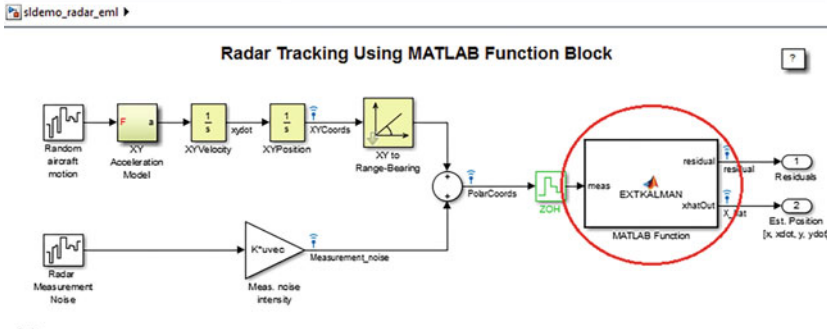 sldemo_radar_eml
Radar Tracking Using MATLAB Function Block
?
Random
aircraft
motion
F a
XY
Acceleration
Model
1
s
XYVelocity
xydot
1
s
XYPosition
XYCoords
XY to
Range-Bearing
+
+
PolarCoords
ZOH
meas
EXTKALMAN
residual
xhatOut
MATLAB Function
residual
X_hat
1
Residuals
2
Est. Position
[x, xdot, y, ydot
Radar
Measurement
Noise
K*uvec
Meas. noise
intensity
Measurement_noise